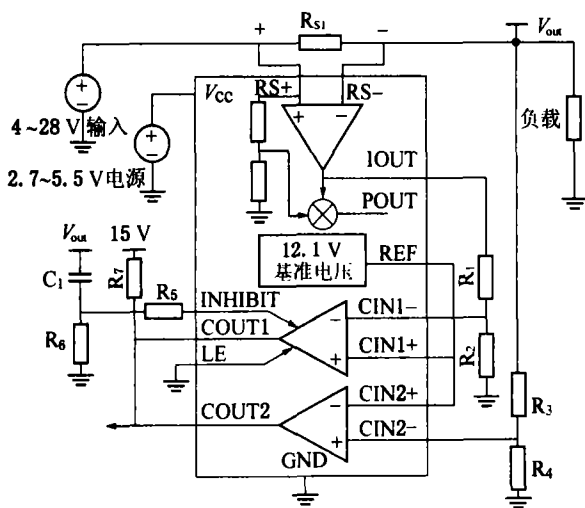 + R_S1 − V_out
RS+ RS−
V_CC
+ −
+ −
4~28 V 输入
+ −
2.7~5.5 V电源
负载
IOUT
POUT
12.1 V
基准电压
REF
V_out 15 V
C_1 R_7 R_5 R_6
INHIBIT
COUT1
LE
COUT2
− CIN1−
+ CIN1+
− CIN2+
+ CIN2−
GND
R_1
R_2
R_3
R_4